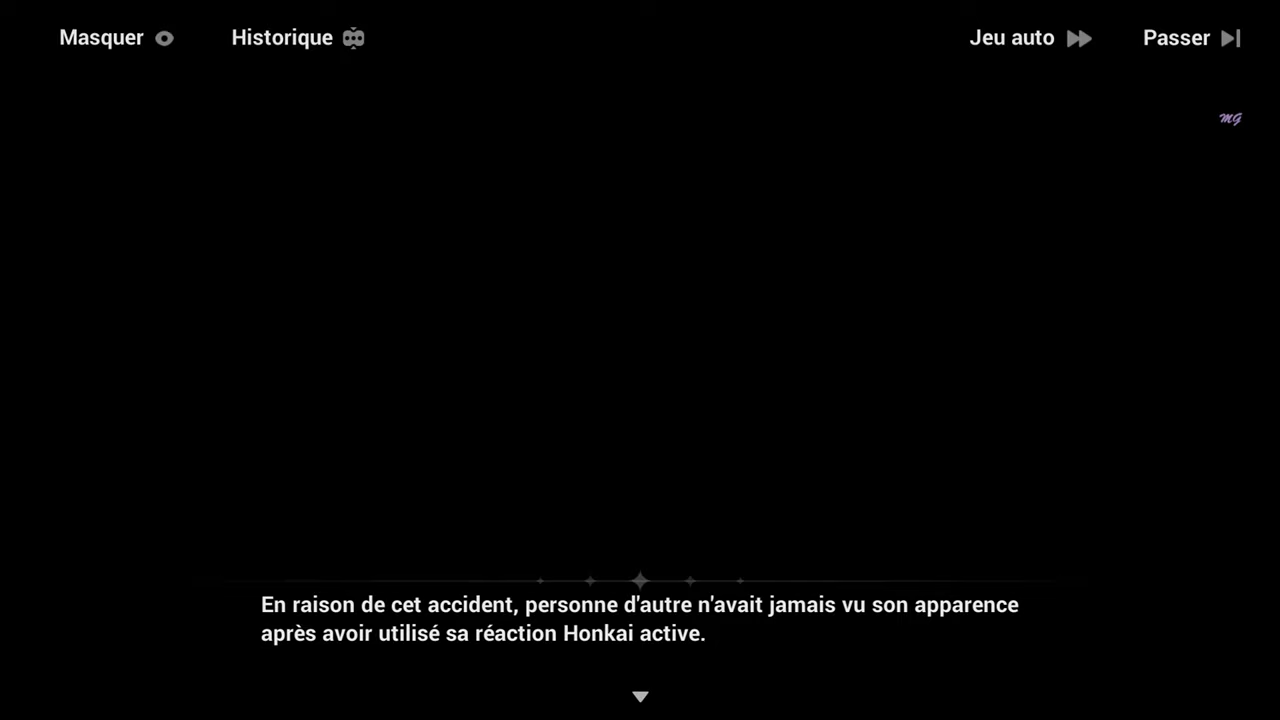 Masquer
Historique
Jeu auto
Passer
MG
En raison de cet accident, personne d'autre n'avait jamais vu son apparence
après avoir utilisé sa réaction Honkai active.